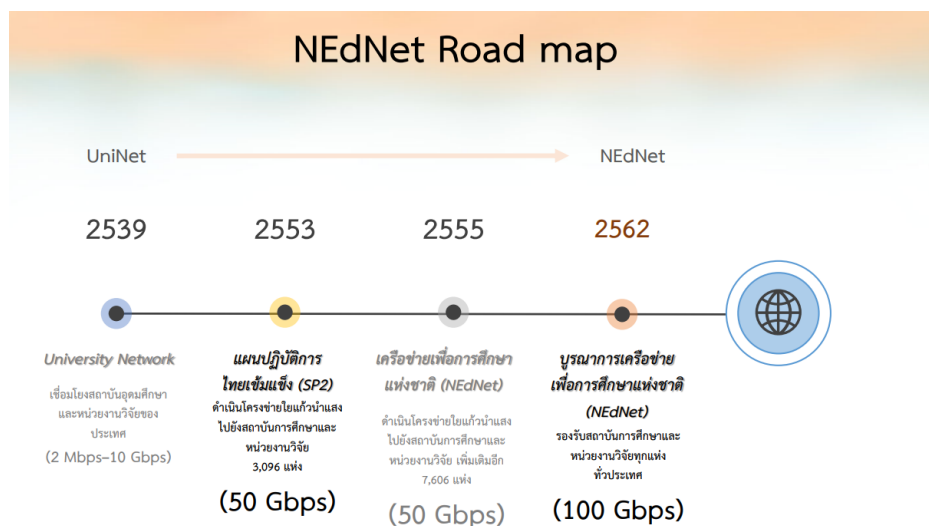 NEdNet Road map
UniNet
NEdNet
2539
2553
2555
2562
University Network
เชื่อมโยงสถาบันอุดมศึกษา
และหน่วยงานวิจัยของ
ประเทศ
(2 Mbps–10 Gbps)
แผนปฏิบัติการ
ไทยเข้มแข็ง (SP2)
ดำเนินโครงข่ายใยแก้วนำแสง
ไปยังสถาบันการศึกษาและ
หน่วยงานวิจัย
3,096 แห่ง
(50 Gbps)
เครือข่ายเพื่อการศึกษา
แห่งชาติ (NEdNet)
ดำเนินโครงข่ายใยแก้วนำแสง
ไปยังสถาบันการศึกษาและ
หน่วยงานวิจัย เพิ่มเติมอีก
7,606 แห่ง
(50 Gbps)
บูรณาการเครือข่าย
เพื่อการศึกษาแห่งชาติ
(NEdNet)
รองรับสถาบันการศึกษาและ
หน่วยงานวิจัยทุกแห่ง
ทั่วประเทศ
(100 Gbps)